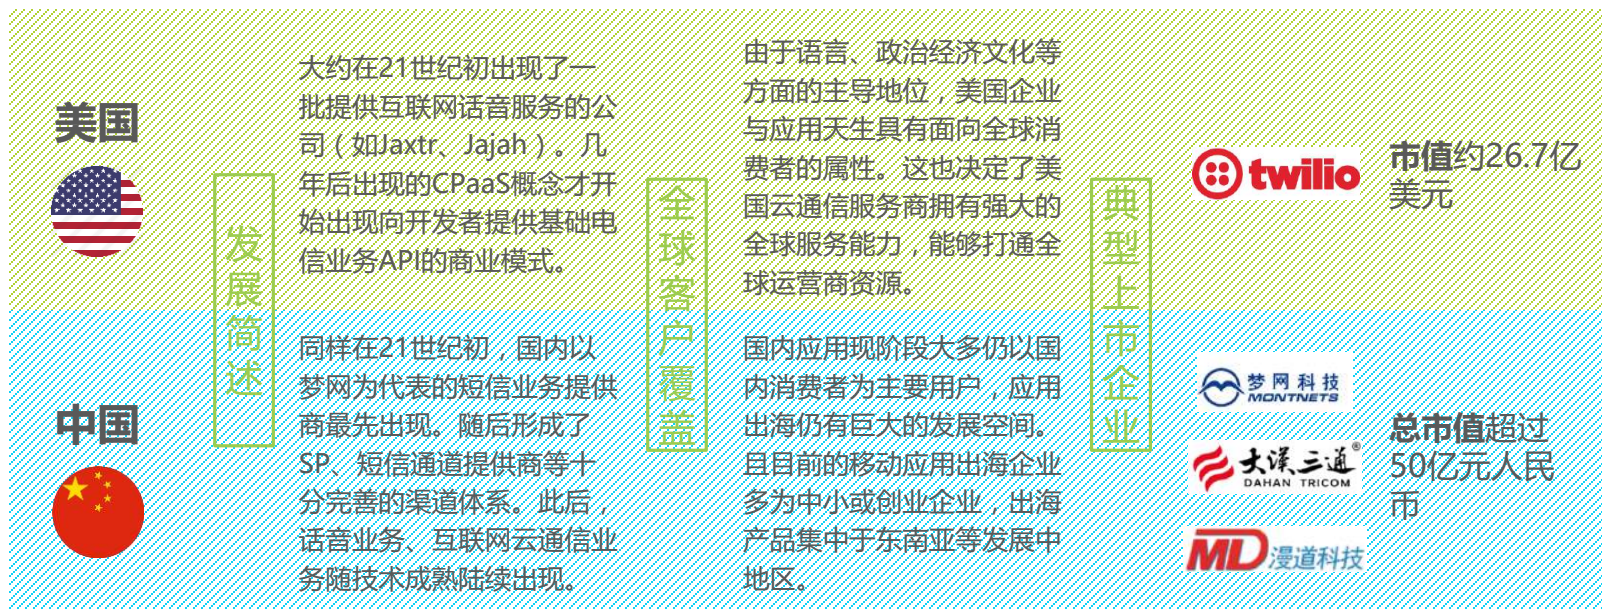 美国
发展简述
大约在21世纪初出现了一
批提供互联网话音服务的公
司（如Jaxtr、Jajah）。几
年后出现的CPaaS概念才开
始出现向开发者提供基础电
信业务API的商业模式。
全球客户覆盖
由于语言、政治经济文化等
方面的主导地位，美国企业
与应用天生具有面向全球消
费者的属性。这也决定了美
国云通信服务商拥有强大的
全球服务能力，能够打通全
球运营商资源。
典型上市企业
twilio
市值约26.7亿
美元
中国
同样在21世纪初，国内以
梦网为代表的短信业务提供
商最先出现。随后形成了
SP、短信通道提供商等十
分完善的渠道体系。此后，
话音业务、互联网云通信业
务随技术成熟陆续出现。
国内应用现阶段大多仍以国
内消费者为主要用户，应用
出海仍有巨大的发展空间。
且目前的移动应用出海企业
多为中小或创业企业，出海
产品集中于东南亚等发展中
地区。
梦网科技
MONTNETS
大漢三通®
DAHAN TRICOM
MD漫道科技
总市值超过
50亿元人民
币